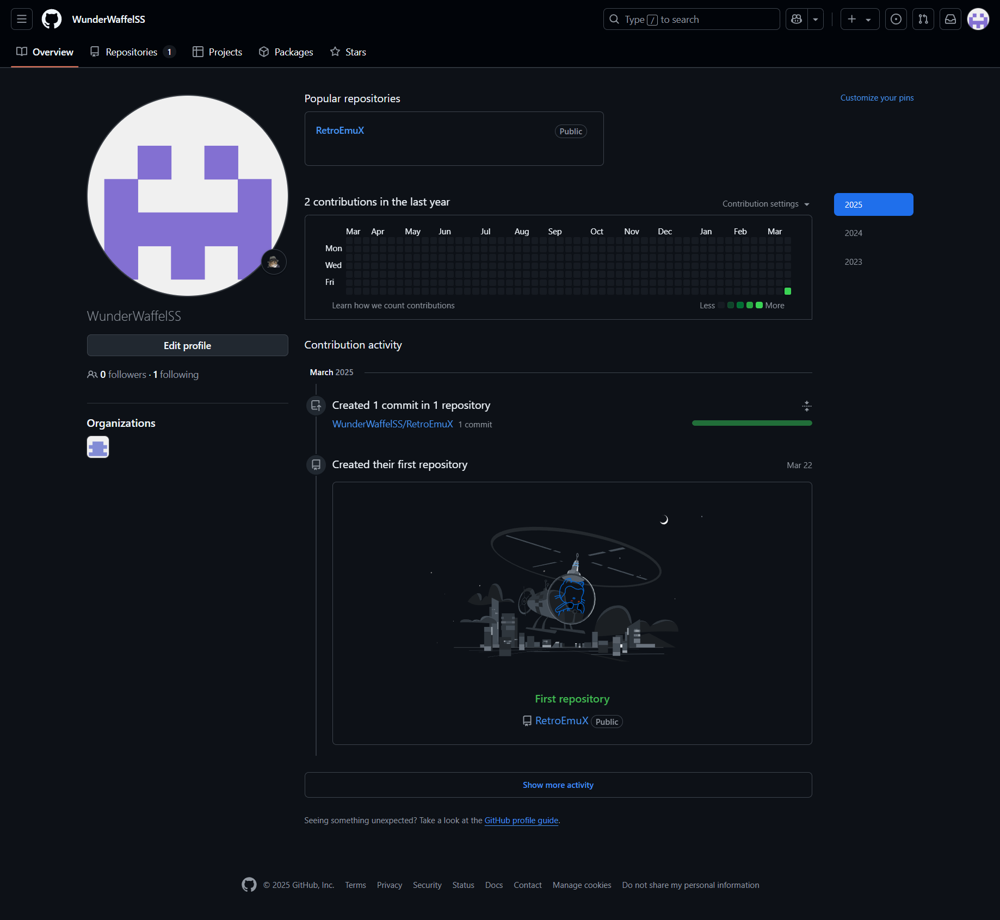 WunderWaffelSS
Type / to search
Overview
Repositories 1
Projects
Packages
Stars
WunderWaffelSS
Edit profile
0 followers · 1 following
Organizations
Popular repositories
Customize your pins
RetroEmuX
Public
2 contributions in the last year
Contribution settings
2025
2024
2023
Mar Apr May Jun Jul Aug Sep Oct Nov Dec Jan Feb Mar
Mon
Wed
Fri
Learn how we count contributions
Less More
Contribution activity
March 2025
Created 1 commit in 1 repository
WunderWaffelSS/RetroEmuX 1 commit
Created their first repository
Mar 22
First repository
RetroEmuX Public
Show more activity
Seeing something unexpected? Take a look at the GitHub profile guide.
© 2025 GitHub, Inc. Terms Privacy Security Status Docs Contact Manage cookies Do not share my personal information